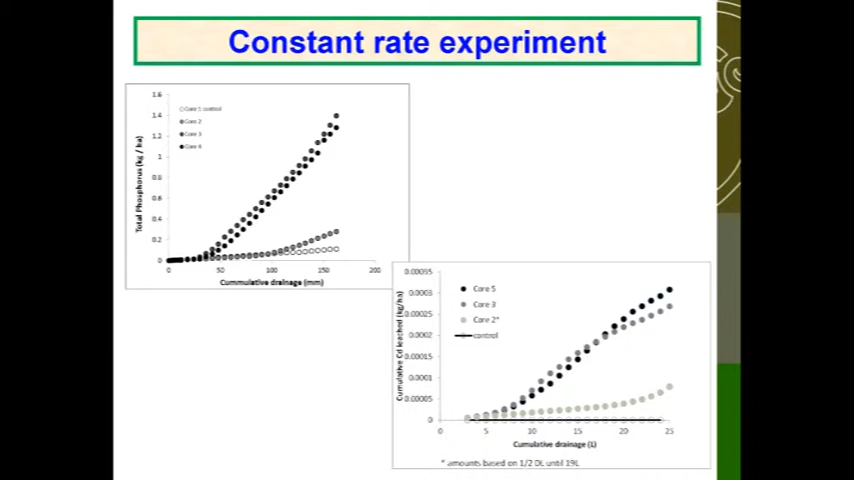 Constant rate experiment
1.6
1.4
1.2
1
0.8
0.6
0.4
0.2
0
Total Phosphorus (kg / ha)
Core 1 control
Core 2
Core 3
Core 4
0 50 100 150 200
Cummulative drainage (mm)
0.00035
0.0003
0.00025
0.0002
0.00015
0.0001
0.00005
0
Cumulative Cd leached (kg/ha)
Core 5
Core 3
Core 2*
control
0 5 10 15 20 25
Cumulative drainage (L)
* amounts based on 1/2 DL until 19L